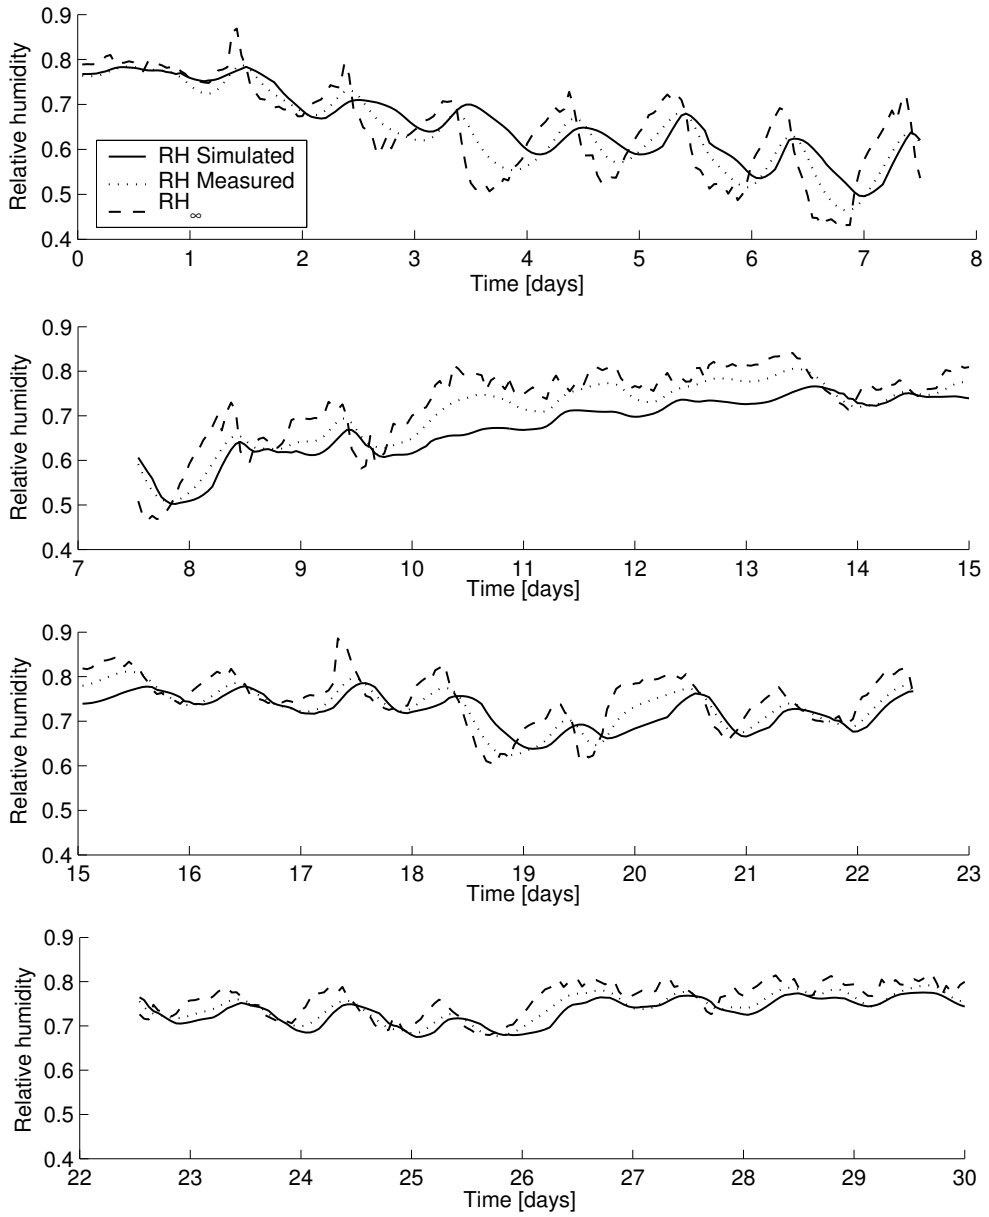 0.9
0.8
0.7
0.6
0.5
0.4
Relative humidity
RH Simulated
RH Measured
RH∞
0 1 2 3 4 5 6 7 8
Time [days]
0.9
0.8
0.7
0.6
0.5
0.4
Relative humidity
7 8 9 10 11 12 13 14 15
Time [days]
0.9
0.8
0.7
0.6
0.5
0.4
Relative humidity
15 16 17 18 19 20 21 22 23
Time [days]
0.9
0.8
0.7
0.6
0.5
0.4
Relative humidity
22 23 24 25 26 27 28 29 30
Time [days]